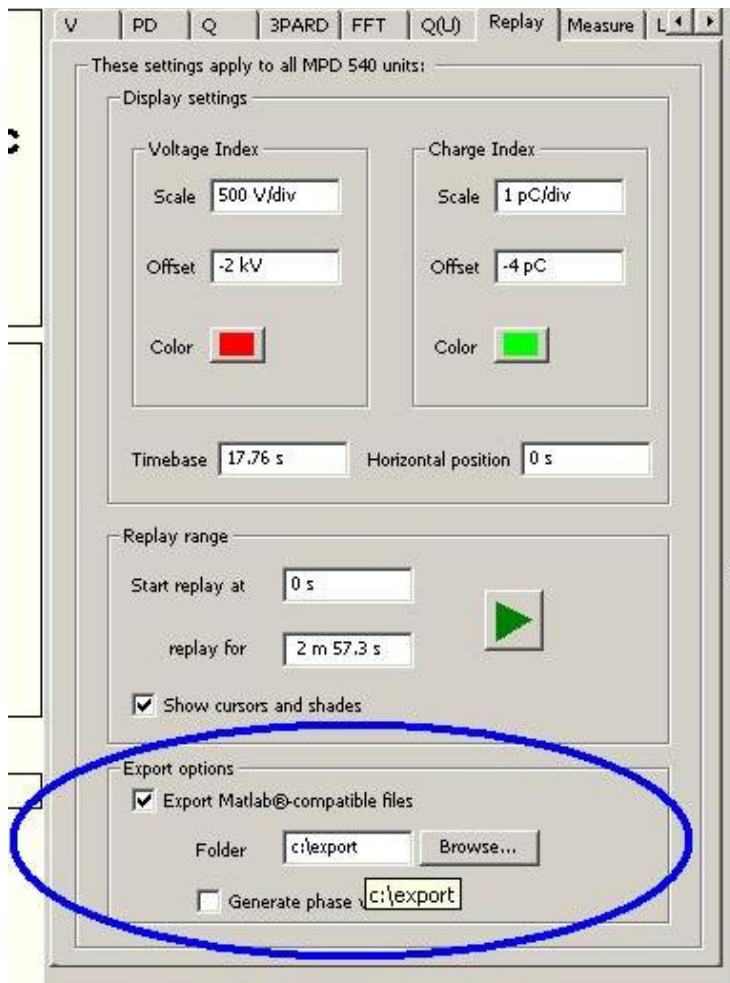 V PD Q 3PARD FFT Q(U) Replay Measure L
These settings apply to all MPD 540 units:
Display settings
Voltage Index
Charge Index
Scale 500 V/div
Scale 1 pC/div
Offset -2 kV
Offset -4 pC
Color
Color
Timebase 17.76 s Horizontal position 0 s
Replay range
Start replay at 0 s
replay for 2 m 57.3 s
Show cursors and shades
Export options
Export Matlab®-compatible files
Folder c:\export Browse...
Generate phase
c:\export